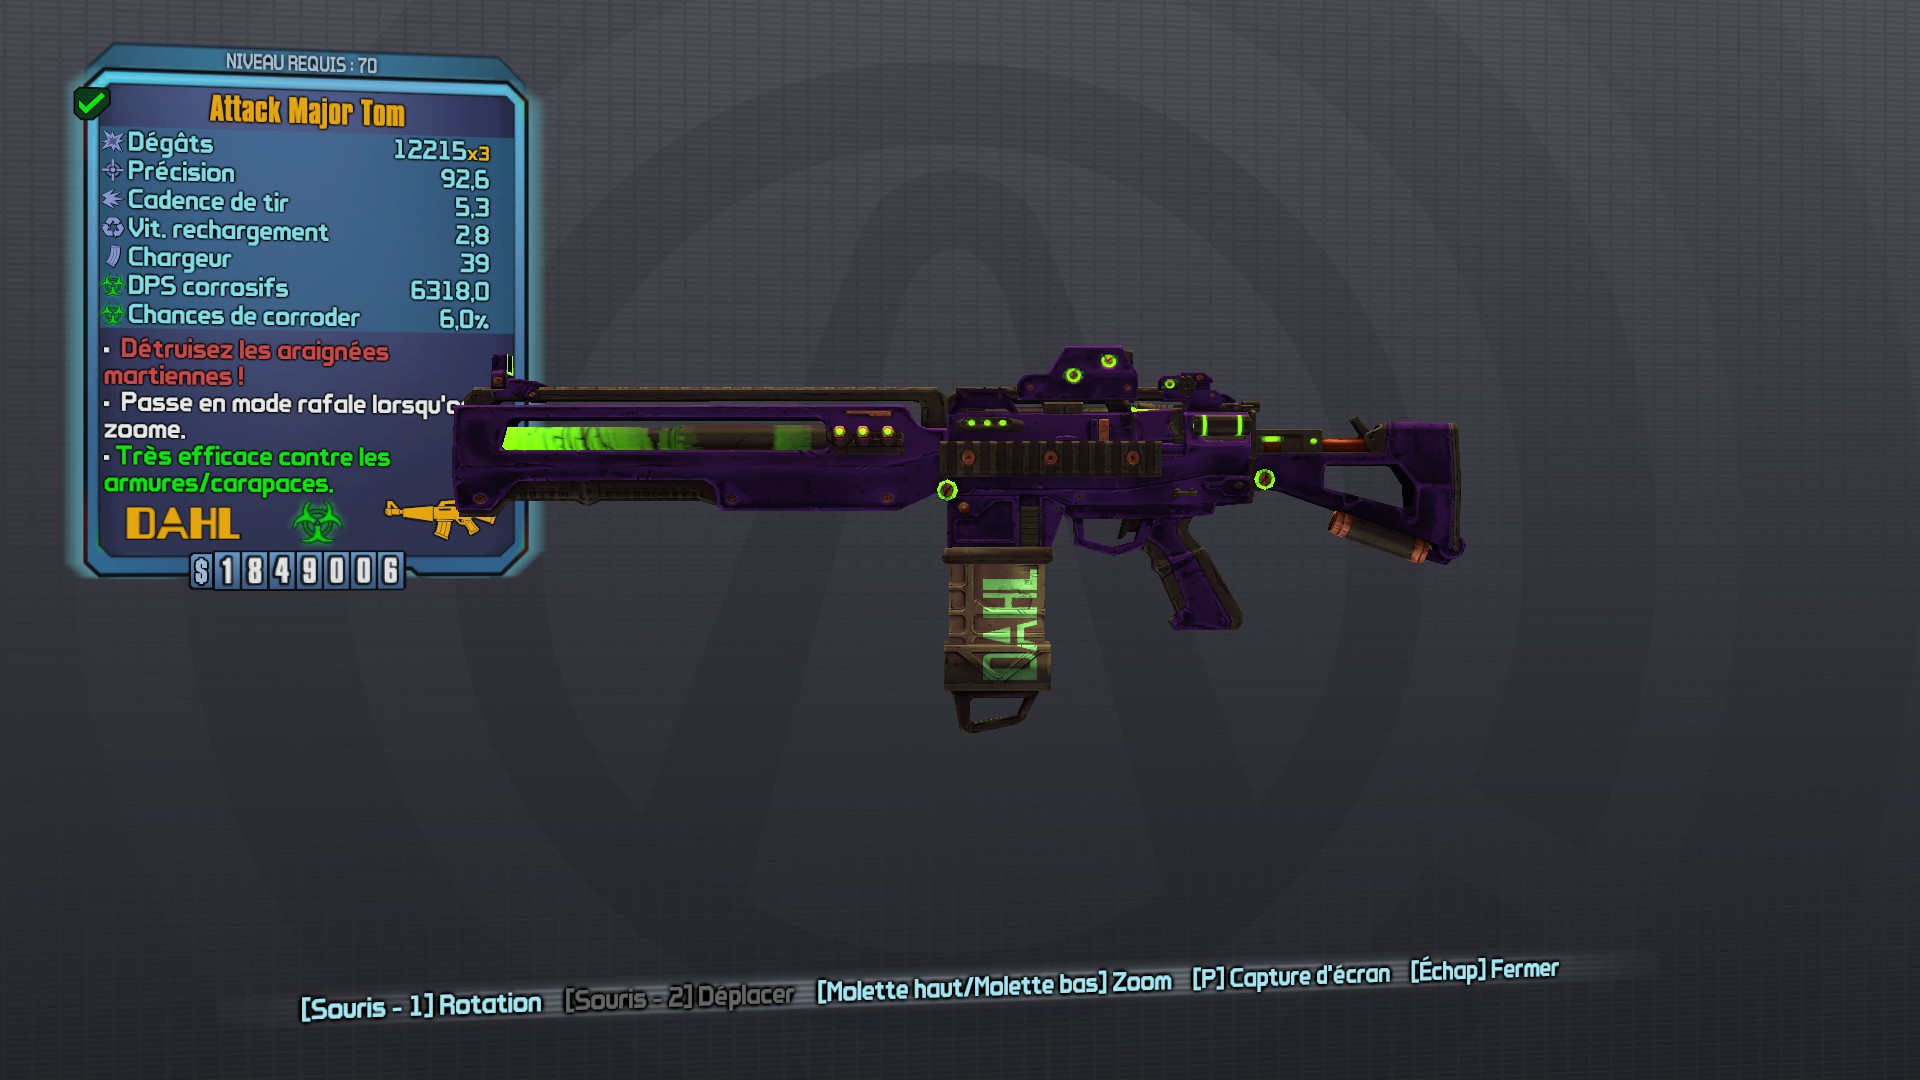 NIVEAU REQUIS : 70
Attack Major Tom
Dégâts 12215x3
Précision 92,6
Cadence de tir 5,3
Vit. rechargement 2,8
Chargeur 39
DPS corrosifs 6318,0
Chances de corroder 6,0%
• Détruisez les araignées
martiennes !
• Passe en mode rafale
zoome.
• Très efficace contre les
armures/carapaces.
DAHL
$1849006
DAHL
[Souris - 1] Rotation [Souris - 2] Déplacer [Molette haut/Molette bas] Zoom [P] Capture d'écran [Échap] Fermer